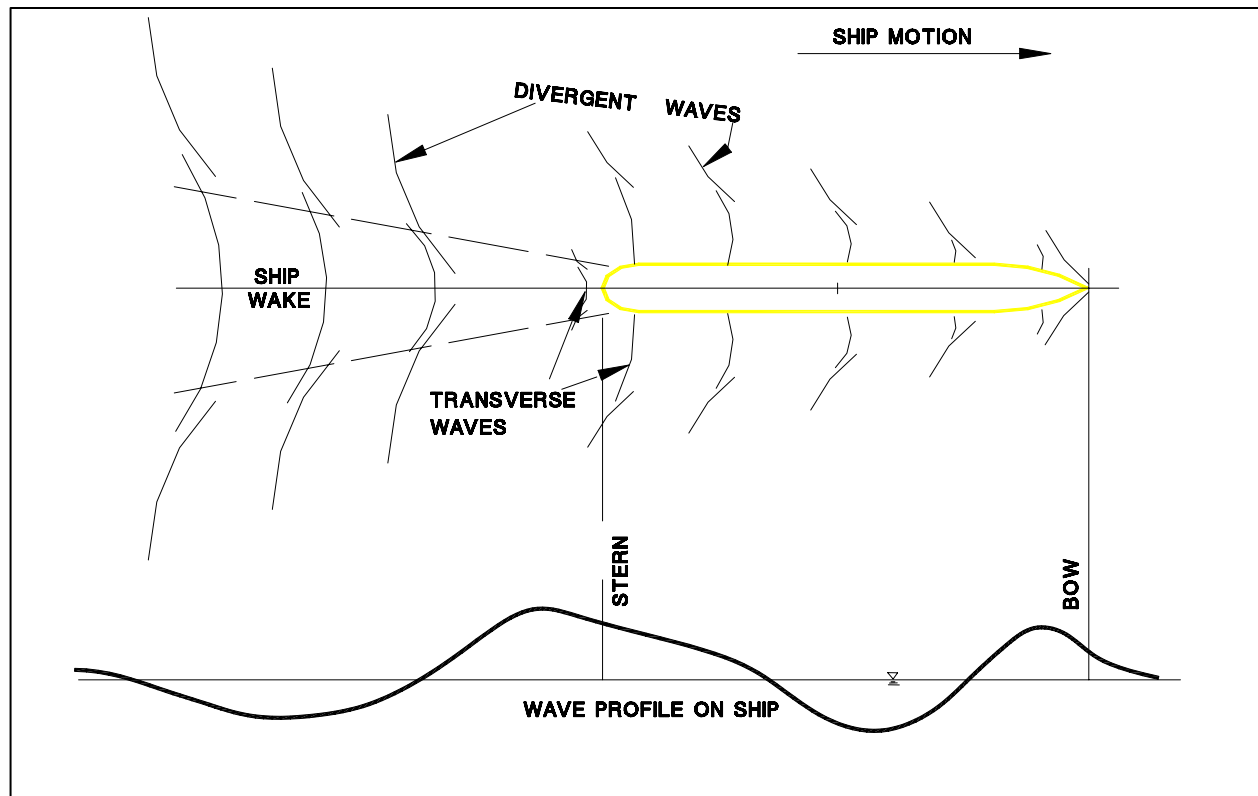 SHIP MOTION
DIVERGENT WAVES
SHIP
WAKE
TRANSVERSE
WAVES
STERN
BOW
WAVE PROFILE ON SHIP